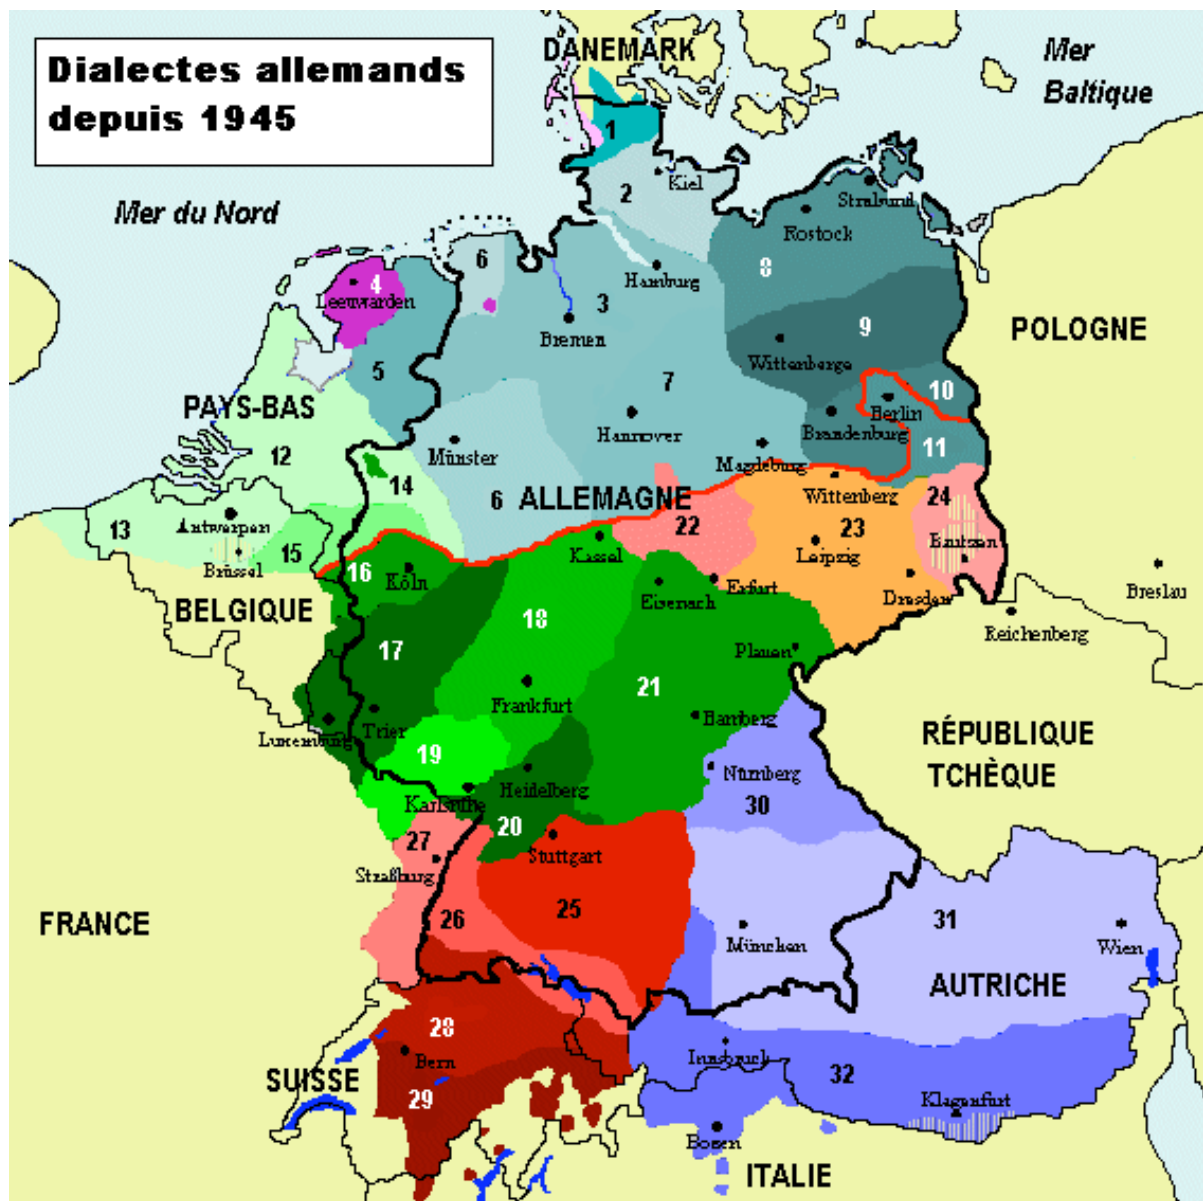 Dialectes allemands
depuis 1945
DANEMARK
Mer
Baltique
1
Kiel
2
Stralsund
Mer du Nord
Rostock
6
4
8
Hamburg
Leeuwarden
3
Bremen
9
POLOGNE
Wittenberge
5
7
10
PAYS-BAS
Berlin
Hannover
Brandenburg
12
Münster
Magdeburg
11
14
6
ALLEMAGNE
Wittenberg
24
13
Antwerpen
22
23
15
Kassel
Leipzig
Bautzen
Brüssel
16
Köln
Eisenach
Erfurt
Dresden
Breslau
BELGIQUE
18
Reichenberg
17
Plauen
21
Frankfurt
Bamberg
Trier
Luxemburg
RÉPUBLIQUE
TCHÈQUE
19
Nürnberg
Karlsruhe
Heidelberg
30
20
27
Stuttgart
Straßburg
FRANCE
26
25
31
München
Wien
AUTRICHE
28
Bern
Innsbruck
SUISSE
32
29
Klagenfurt
Bozen
ITALIE